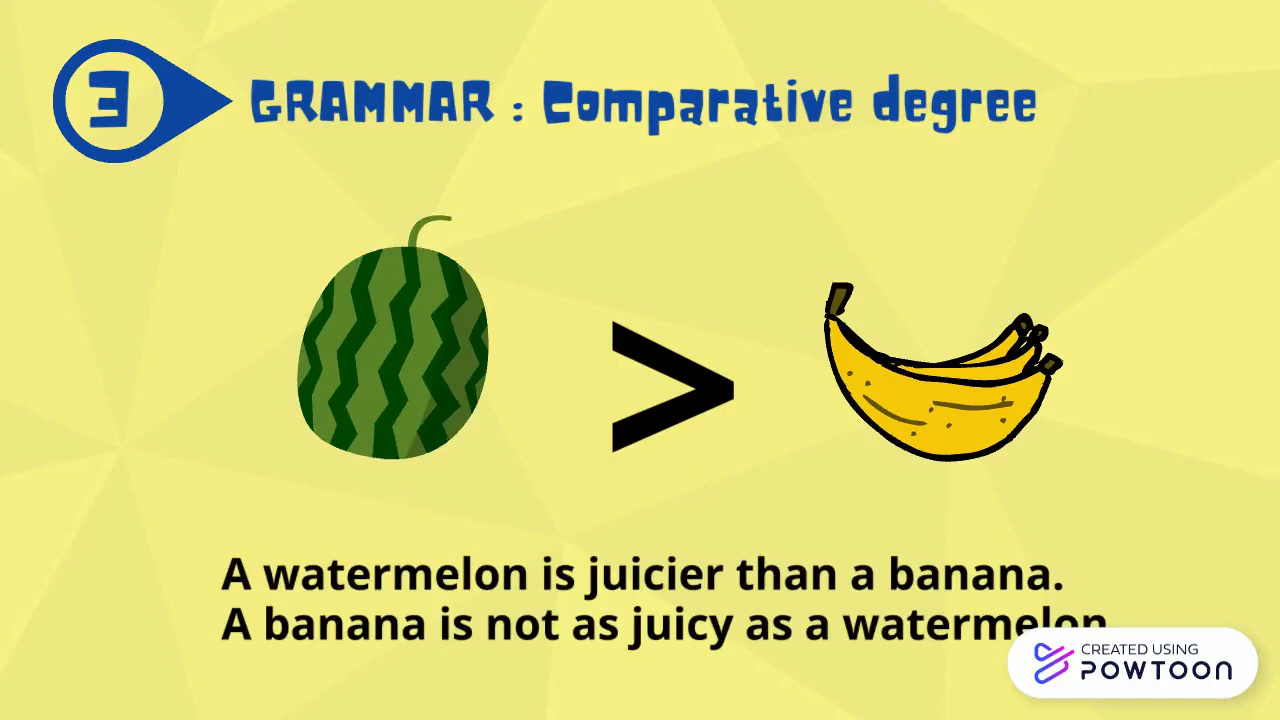 3 GRAMMAR : Comparative degree
>
A watermelon is juicier than a banana.
A banana is not as juicy as a watermelon
CREATED USING
POWTOON